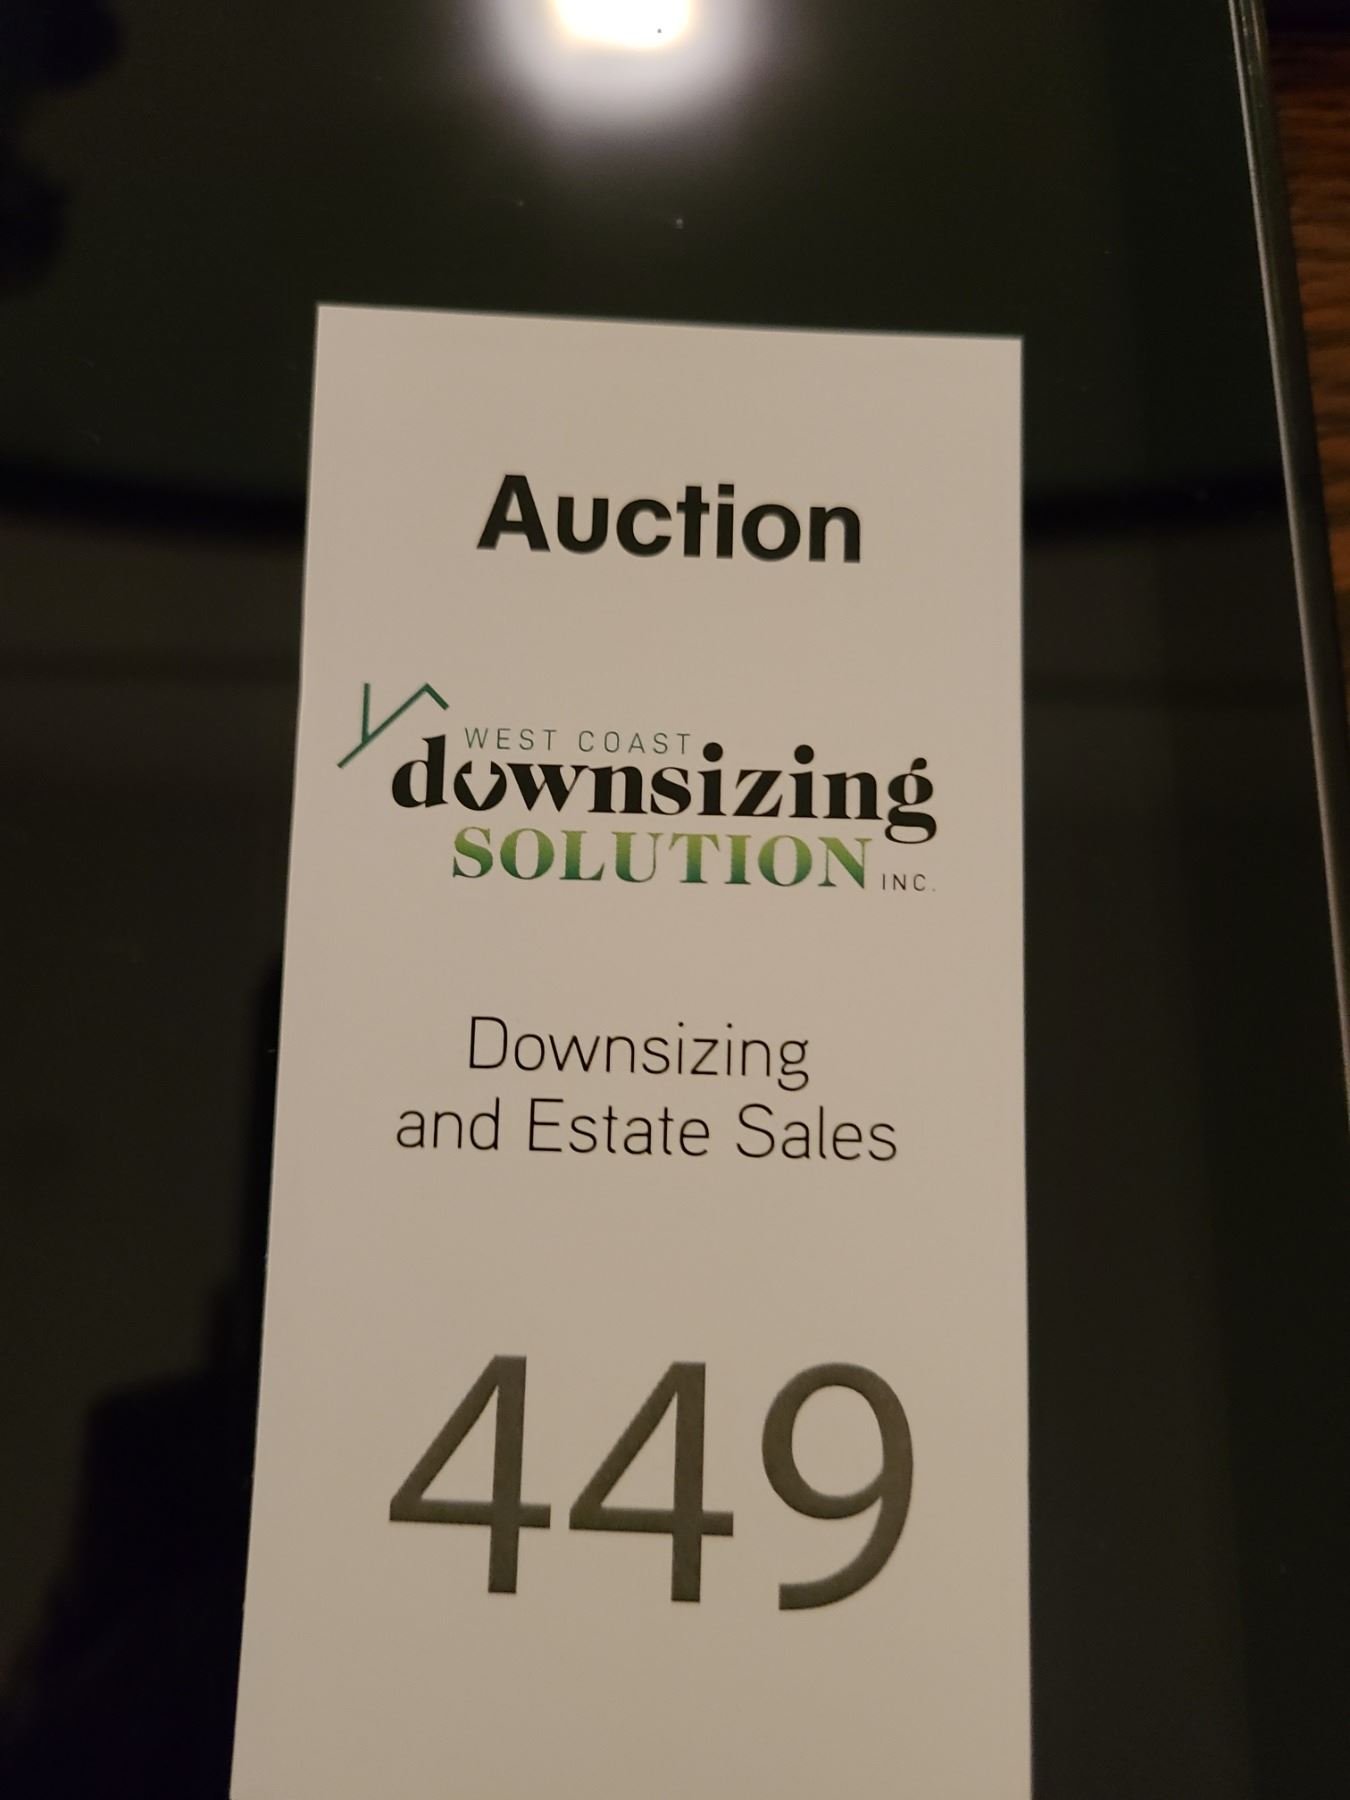 Auction
WEST COAST
downsizing
SOLUTION INC.
Downsizing
and Estate Sales
449